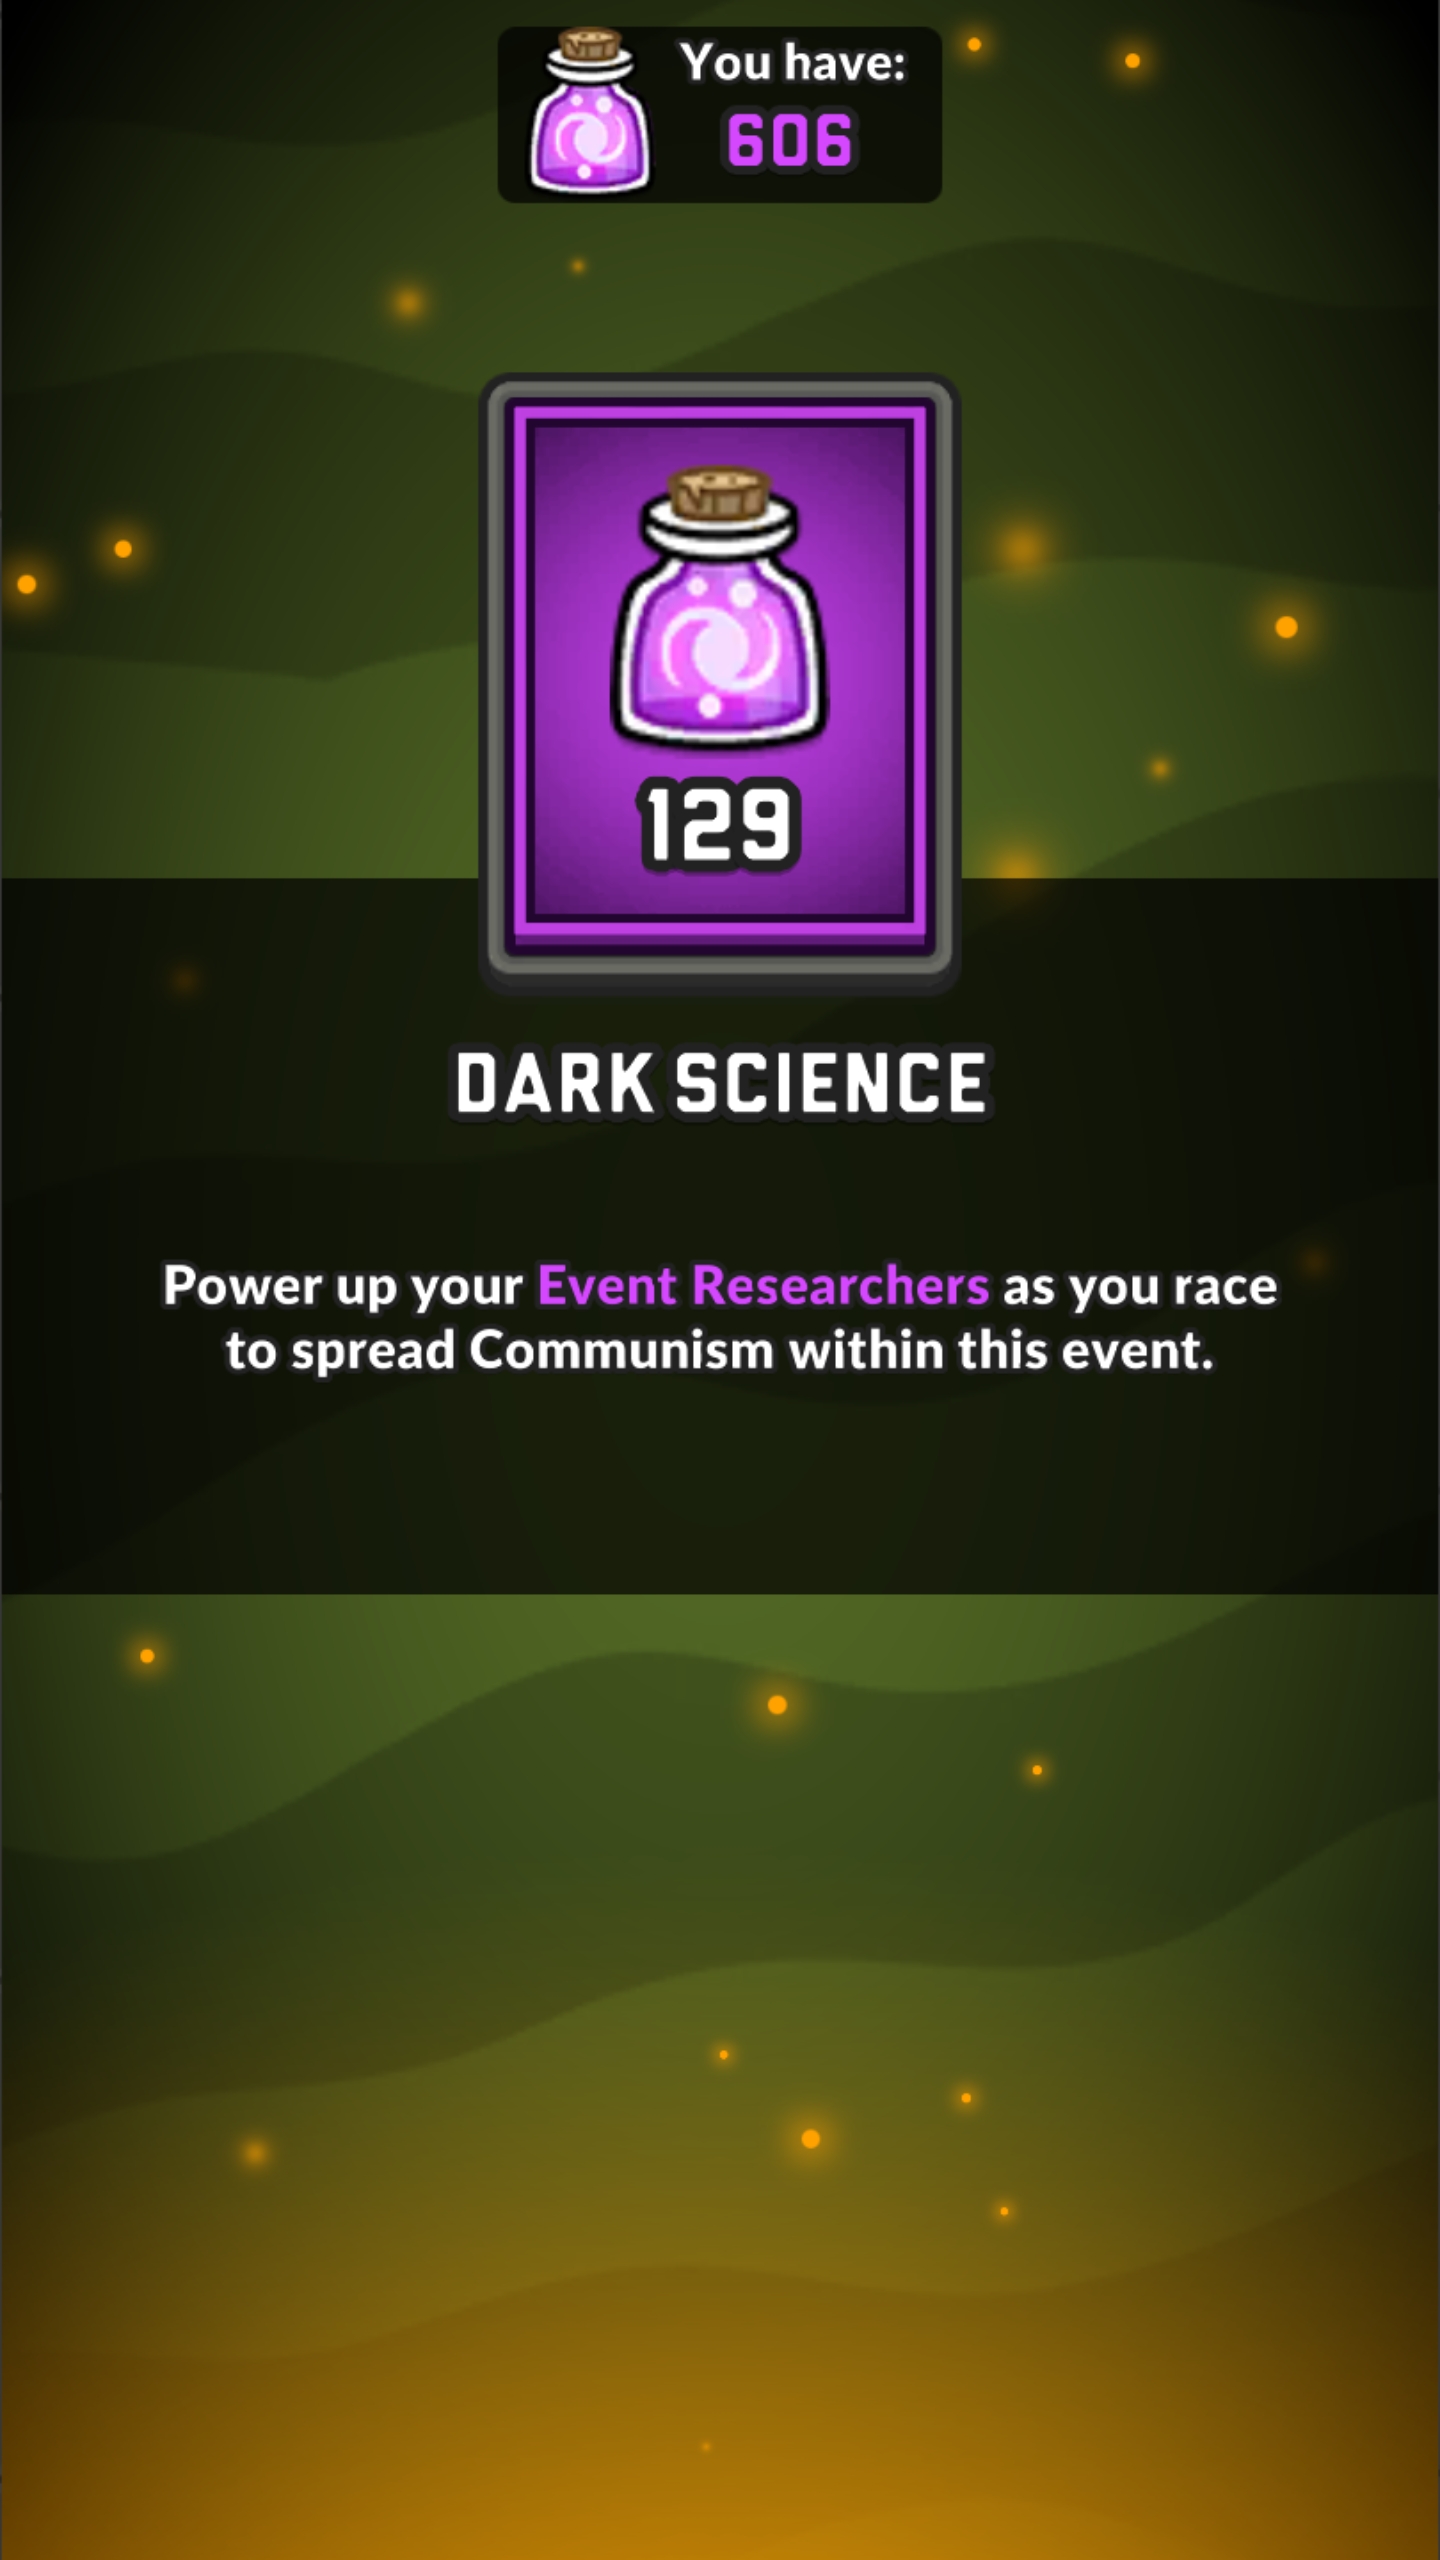 You have:
606
129
DARK SCIENCE
Power up your Event Researchers as you race
to spread Communism within this event.